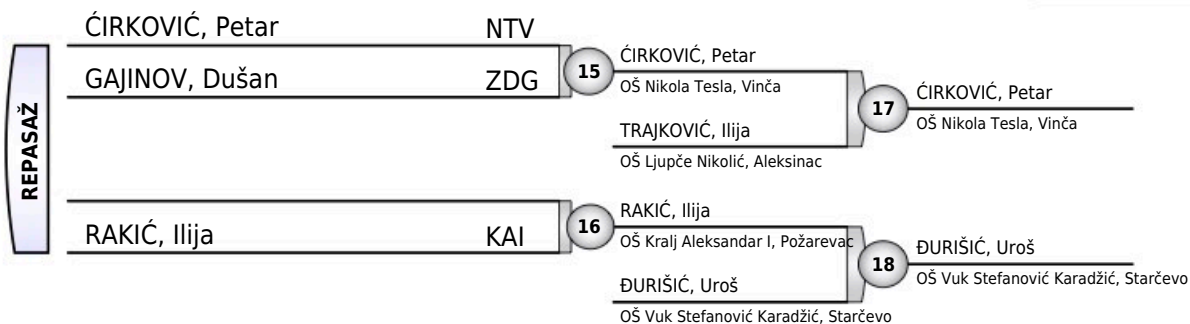 REPASAŽ
ĆIRKOVIĆ, Petar NTV
GAJINOV, Dušan ZDG
15
ĆIRKOVIĆ, Petar
OŠ Nikola Tesla, Vinča
TRAJKOVIĆ, Ilija
OŠ Ljupče Nikolić, Aleksinac
17
ĆIRKOVIĆ, Petar
OŠ Nikola Tesla, Vinča
RAKIĆ, Ilija KAI
16
RAKIĆ, Ilija
OŠ Kralj Aleksandar I, Požarevac
ĐURIŠIĆ, Uroš
OŠ Vuk Stefanović Karadžić, Starčevo
18
ĐURIŠIĆ, Uroš
OŠ Vuk Stefanović Karadžić, Starčevo